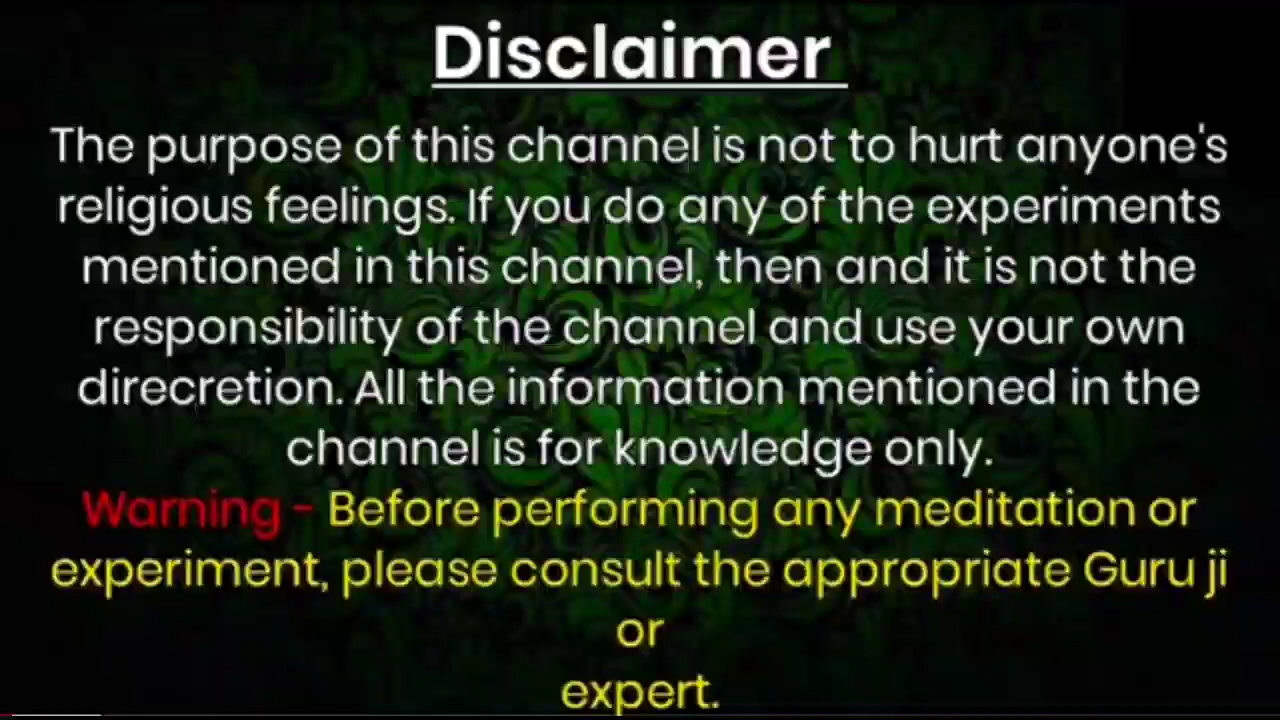 Disclaimer
The purpose of this channel is not to hurt anyone's
religious feelings. If you do any of the experiments
mentioned in this channel, then and it is not the
responsibility of the channel and use your own
direcretion. All the information mentioned in the
channel is for knowledge only.
Warning - Before performing any meditation or
experiment, please consult the appropriate Guru ji
or
expert.